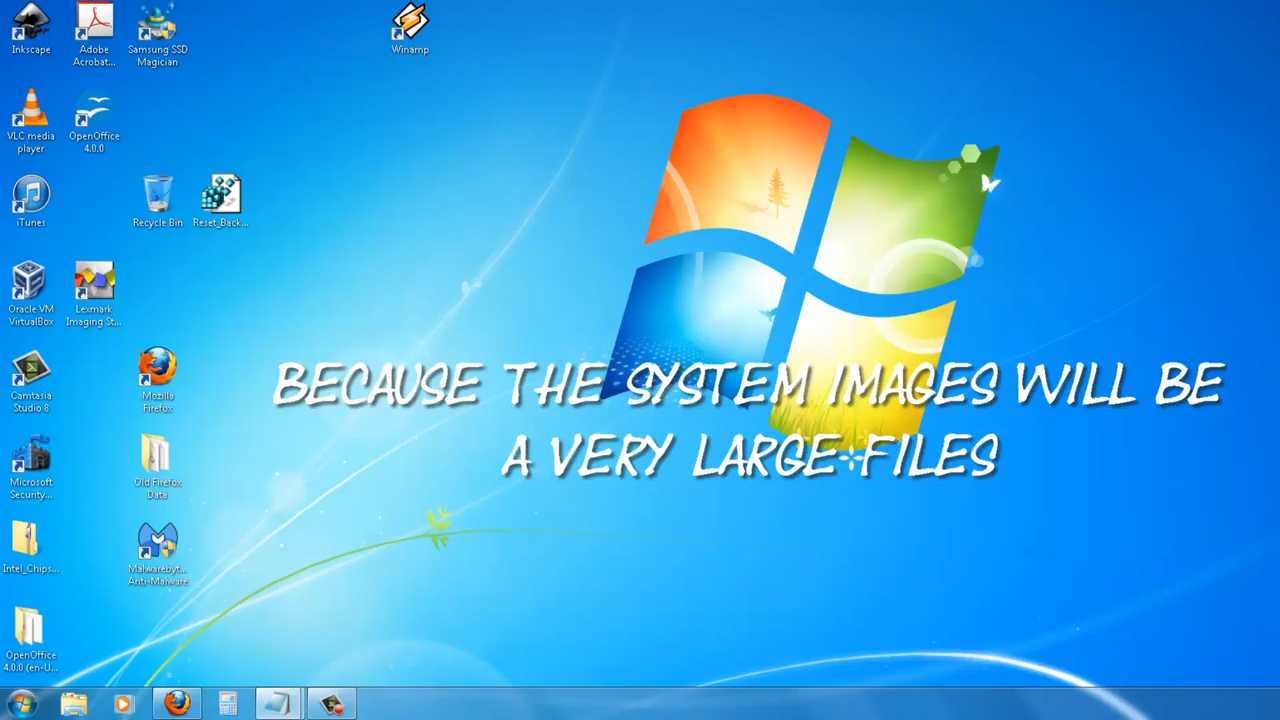 Inkscape
Adobe
Acrobat...
Samsung SSD
Magician
Winamp
VLC media
player
OpenOffice
4.0.0
iTunes
Recycle Bin
Reset_Back...
Oracle VM
VirtualBox
Lexmark
Imaging St...
Camtasia
Studio 8
Mozilla
Firefox
BECAUSE THE SYSTEM IMAGES WILL BE
A VERY LARGE FILES
Microsoft
Security...
Old Firefox
Data
Intel_Chips...
Malwarebyt...
Anti-Malware
OpenOffice
4.0.0 (en-U...